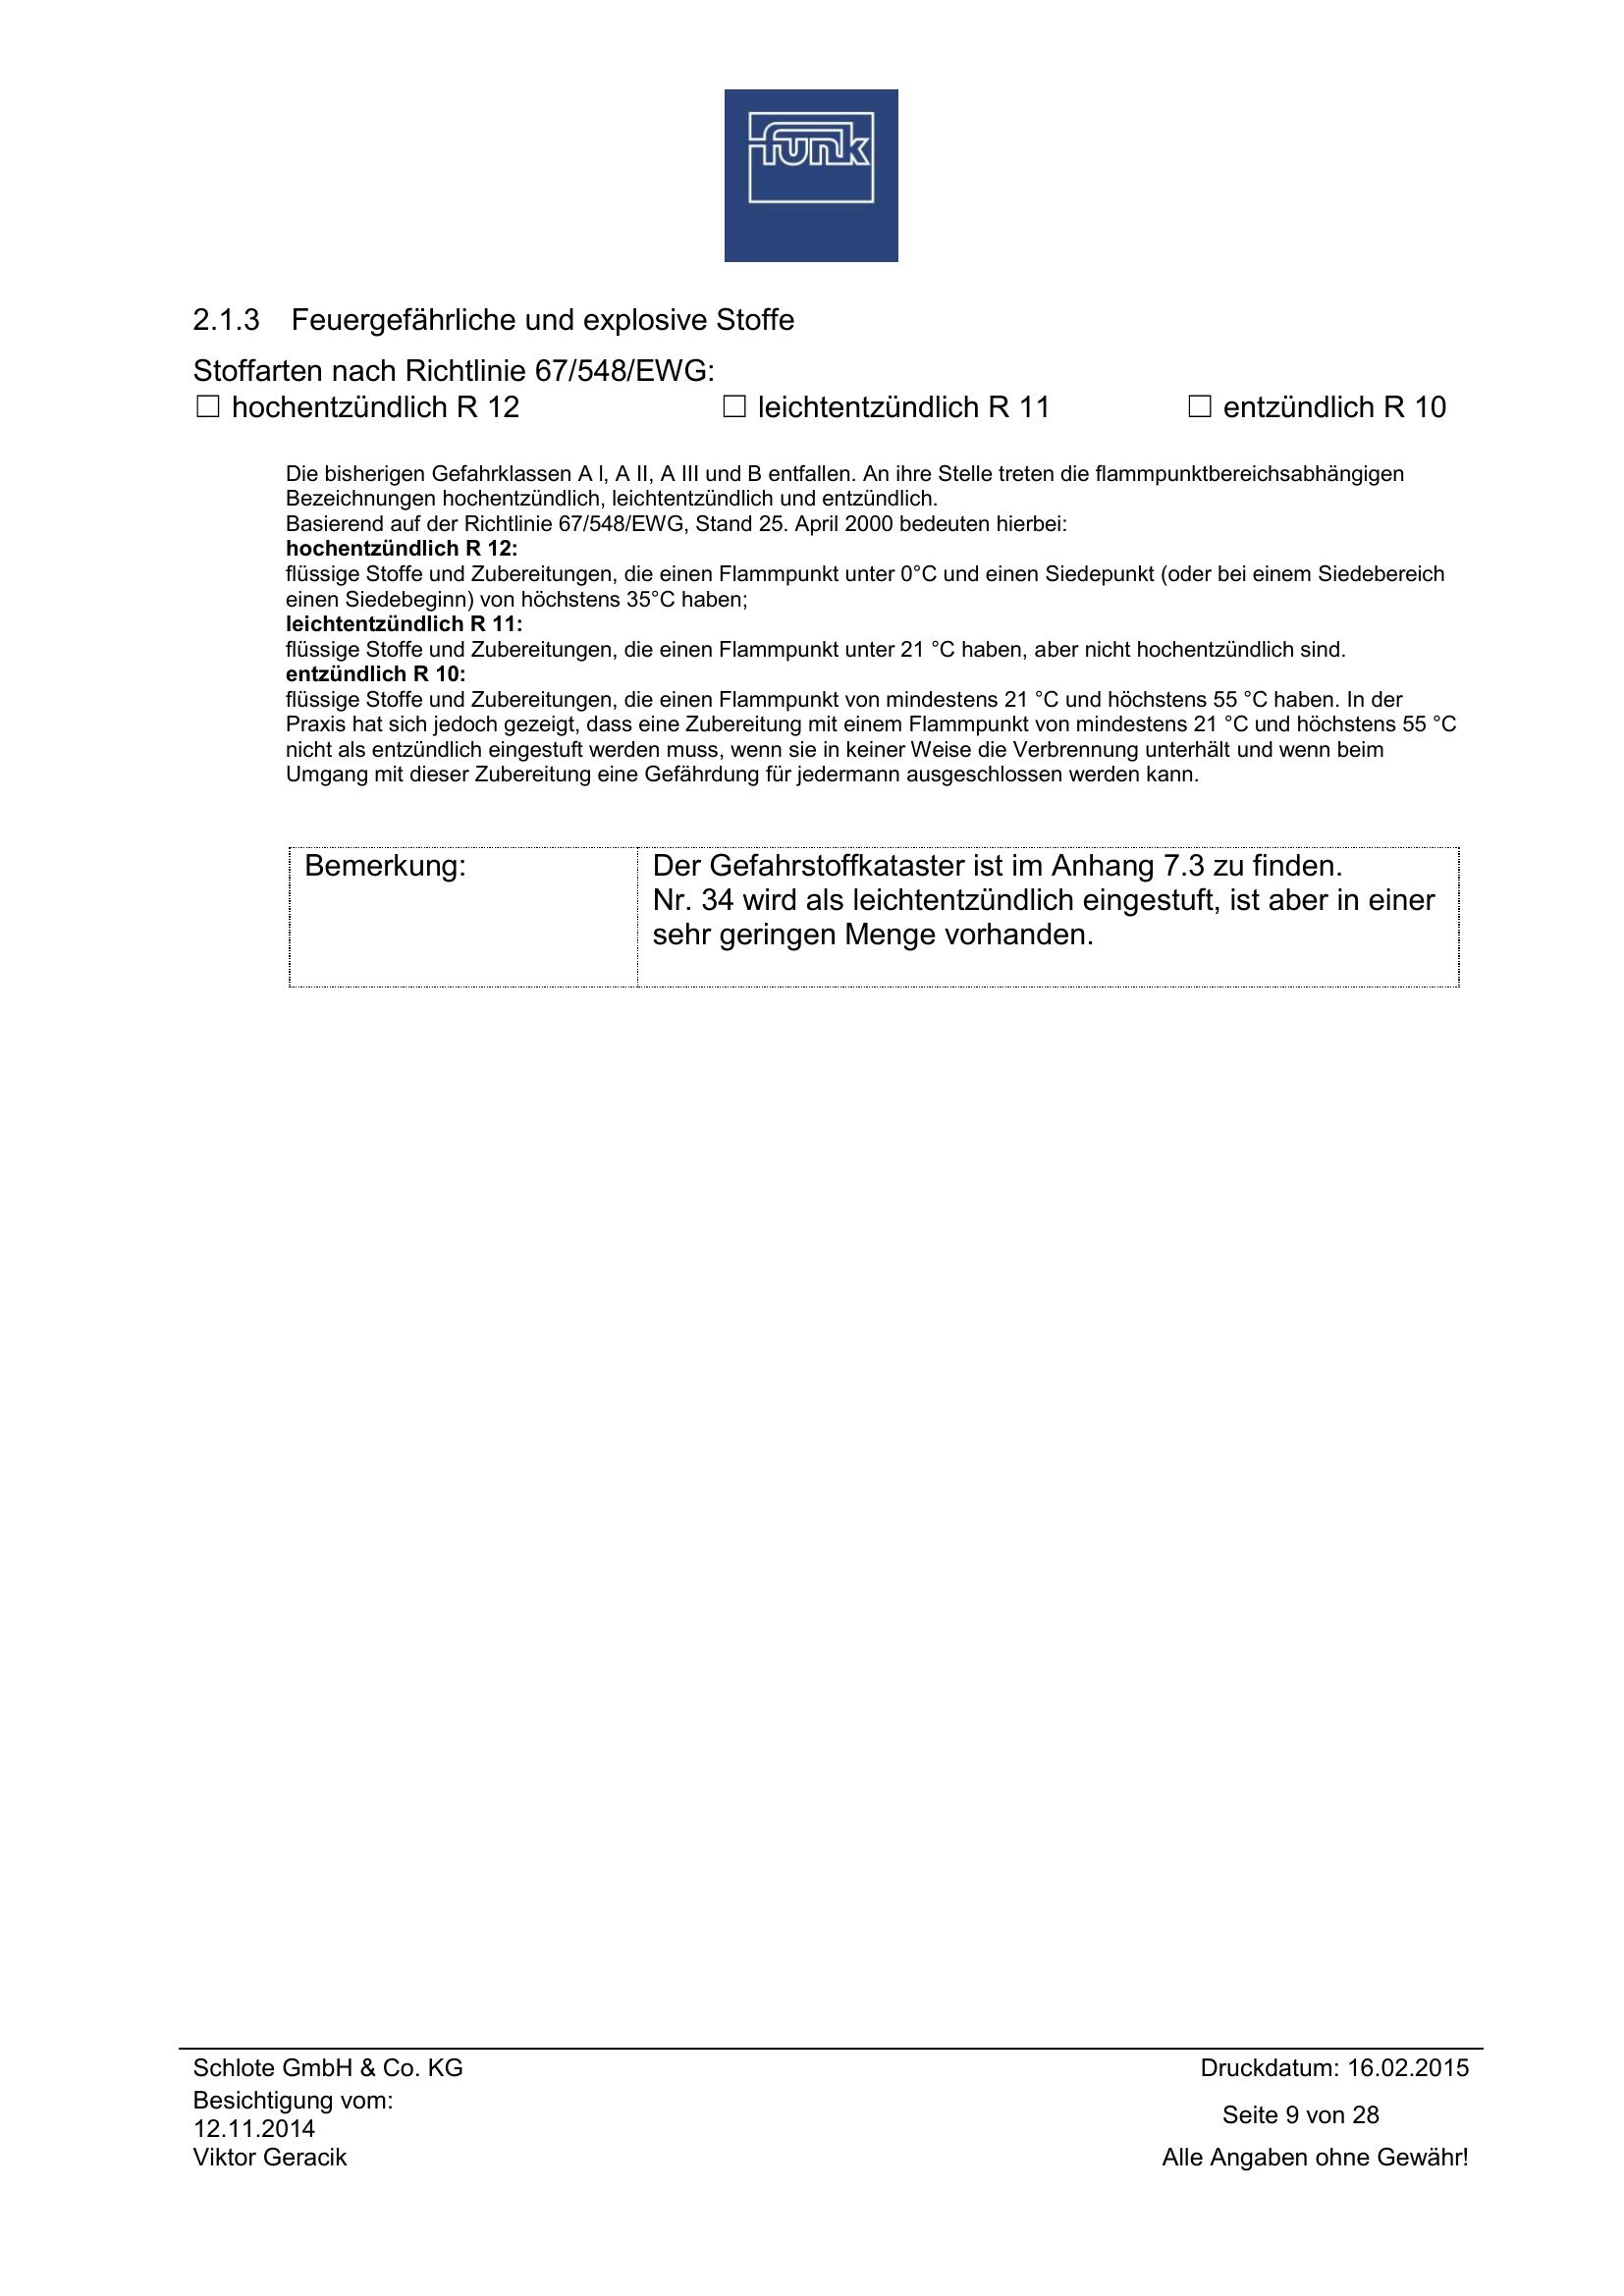 funk
2.1.3 Feuergefährliche und explosive Stoffe
Stoffarten nach Richtlinie 67/548/EWG:
☐ hochentzündlich R 12 ☐ leichtentzündlich R 11 ☐ entzündlich R 10
Die bisherigen Gefahrklassen A I, A II, A III und B entfallen. An ihre Stelle treten die flammpunktbereichsabhängigen
Bezeichnungen hochentzündlich, leichtentzündlich und entzündlich.
Basierend auf der Richtlinie 67/548/EWG, Stand 25. April 2000 bedeuten hierbei:
hochentzündlich R 12:
flüssige Stoffe und Zubereitungen, die einen Flammpunkt unter 0°C und einen Siedepunkt (oder bei einem Siedebereich
einen Siedebeginn) von höchstens 35°C haben;
leichtentzündlich R 11:
flüssige Stoffe und Zubereitungen, die einen Flammpunkt unter 21 °C haben, aber nicht hochentzündlich sind.
entzündlich R 10:
flüssige Stoffe und Zubereitungen, die einen Flammpunkt von mindestens 21 °C und höchstens 55 °C haben. In der
Praxis hat sich jedoch gezeigt, dass eine Zubereitung mit einem Flammpunkt von mindestens 21 °C und höchstens 55 °C
nicht als entzündlich eingestuft werden muss, wenn sie in keiner Weise die Verbrennung unterhält und wenn beim
Umgang mit dieser Zubereitung eine Gefährdung für jedermann ausgeschlossen werden kann.
Bemerkung: Der Gefahrstoffkataster ist im Anhang 7.3 zu finden.
Nr. 34 wird als leichtentzündlich eingestuft, ist aber in einer
sehr geringen Menge vorhanden.
Schlote GmbH & Co. KG Druckdatum: 16.02.2015
Besichtigung vom:
12.11.2014 Seite 9 von 28
Viktor Geracik Alle Angaben ohne Gewähr!